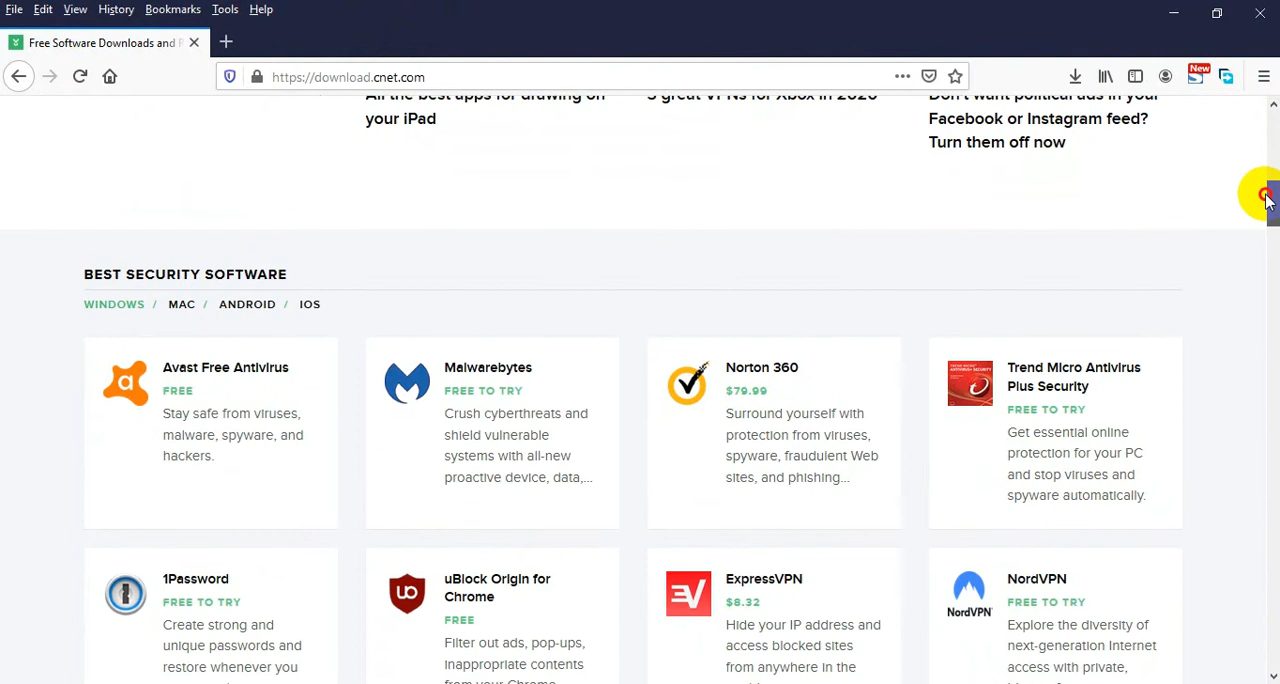 File Edit View History Bookmarks Tools Help
Free Software Downloads and
https://download.cnet.com
New
All the best apps for drawing on
your iPad
5 great VPNs for Xbox in 2020
Don't want political ads in your
Facebook or Instagram feed?
Turn them off now
BEST SECURITY SOFTWARE
WINDOWS / MAC / ANDROID / IOS
Avast Free Antivirus
FREE
Stay safe from viruses,
malware, spyware, and
hackers.
Malwarebytes
FREE TO TRY
Crush cyberthreats and
shield vulnerable
systems with all-new
proactive device, data,...
Norton 360
$79.99
Surround yourself with
protection from viruses,
spyware, fraudulent Web
sites, and phishing...
Trend Micro Antivirus
Plus Security
FREE TO TRY
Get essential online
protection for your PC
and stop viruses and
spyware automatically.
1Password
FREE TO TRY
Create strong and
unique passwords and
restore whenever you
uBlock Origin for
Chrome
FREE
Filter out ads, pop-ups,
inappropriate contents
from your Chrome
ExpressVPN
$8.32
Hide your IP address and
access blocked sites
from anywhere in the
NordVPN
NordVPN
FREE TO TRY
Explore the diversity of
next-generation Internet
access with private,